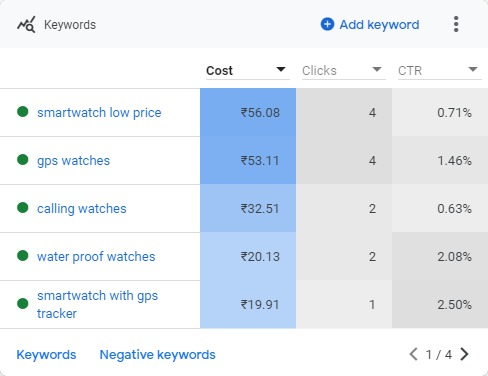 Keywords Add keyword
Cost Clicks CTR
smartwatch low price ₹56.08 4 0.71%
gps watches ₹53.11 4 1.46%
calling watches ₹32.51 2 0.63%
water proof watches ₹20.13 2 2.08%
smartwatch with gps
tracker ₹19.91 1 2.50%
Keywords Negative keywords 1 / 4